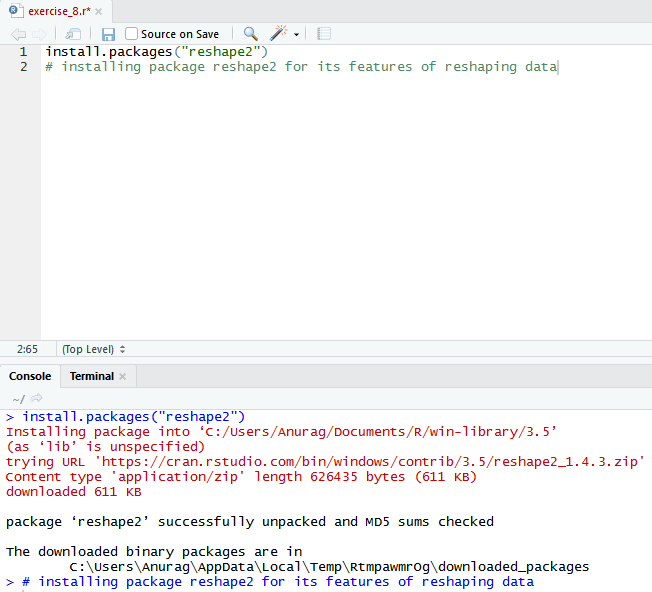 exercise_8.r*
Source on Save
1 install.packages("reshape2")
2 # installing package reshape2 for its features of reshaping data
2:65 (Top Level)
Console Terminal
~/
> install.packages("reshape2")
Installing package into ‘C:/Users/Anurag/Documents/R/win-library/3.5’
(as ‘lib’ is unspecified)
trying URL 'https://cran.rstudio.com/bin/windows/contrib/3.5/reshape2_1.4.3.zip'
Content type 'application/zip' length 626435 bytes (611 KB)
downloaded 611 KB
package ‘reshape2’ successfully unpacked and MD5 sums checked
The downloaded binary packages are in
C:\Users\Anurag\AppData\Local\Temp\RtmpawmrOg\downloaded_packages
> # installing package reshape2 for its features of reshaping data